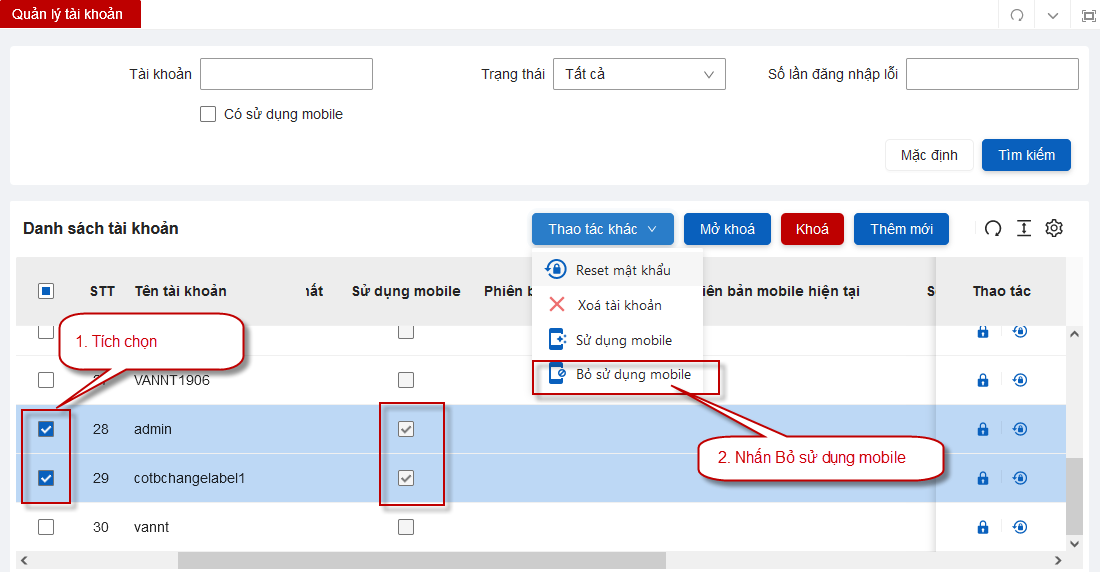 Quản lý tài khoản
Tài khoản
Trạng thái
Tất cả
Số lần đăng nhập lỗi
Có sử dụng mobile
Mặc định
Tìm kiếm
Danh sách tài khoản
Thao tác khác
Mở khoá
Khoá
Thêm mới
STT
Tên tài khoản
Sử dụng mobile
Phiên
hiện tại
bản mobile
Thao tác
Reset mật khẩu
Xoá tài khoản
Sử dụng mobile
Bỏ sử dụng mobile
1. Tích chọn
VANNT1906
28 admin
2. Nhấn Bỏ sử dụng mobile
29 cotbchangelabel1
30 vannt